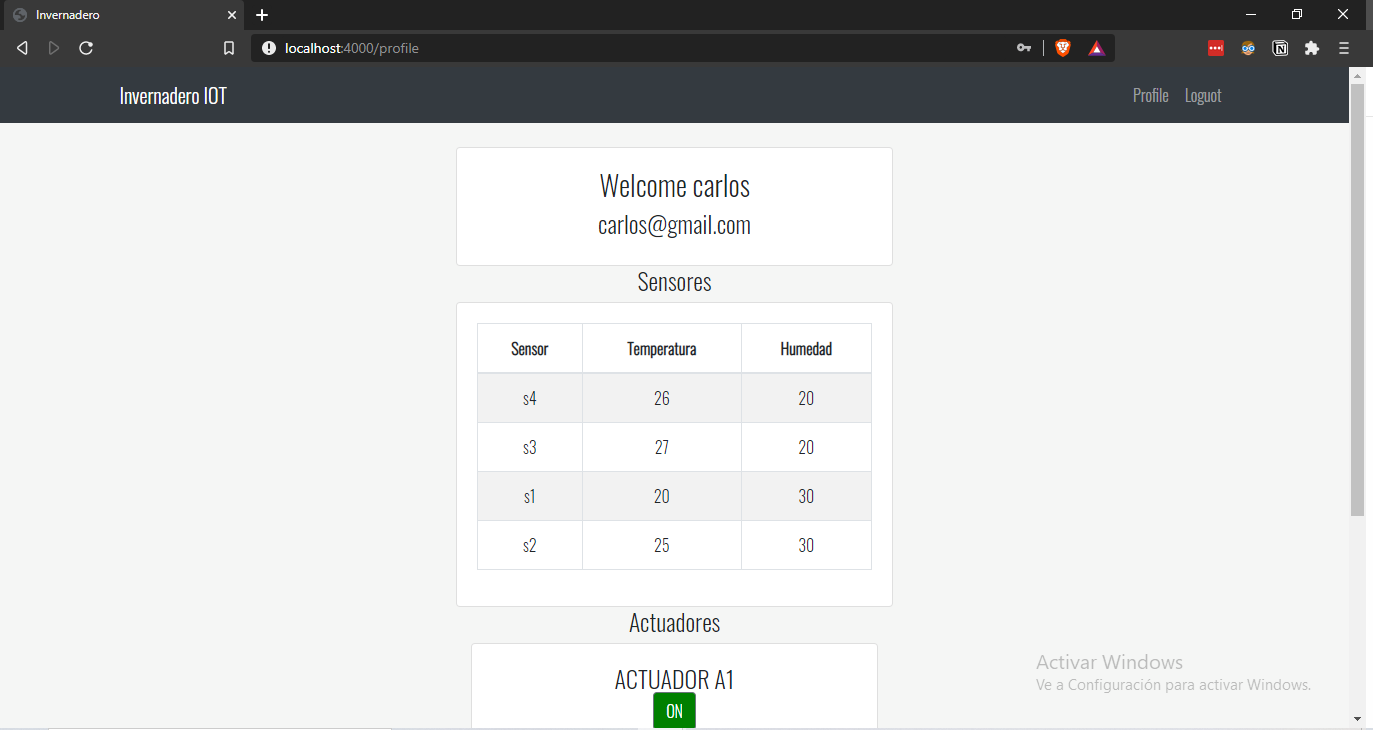 Invernadero
localhost:4000/profile
Invernadero IOT
Profile Loguot
Welcome carlos
carlos@gmail.com
Sensores
Sensor Temperatura Humedad
s4 26 20
s3 27 20
s1 20 30
s2 25 30
Actuadores
ACTUADOR A1
ON
Activar Windows
Ve a Configuración para activar Windows.